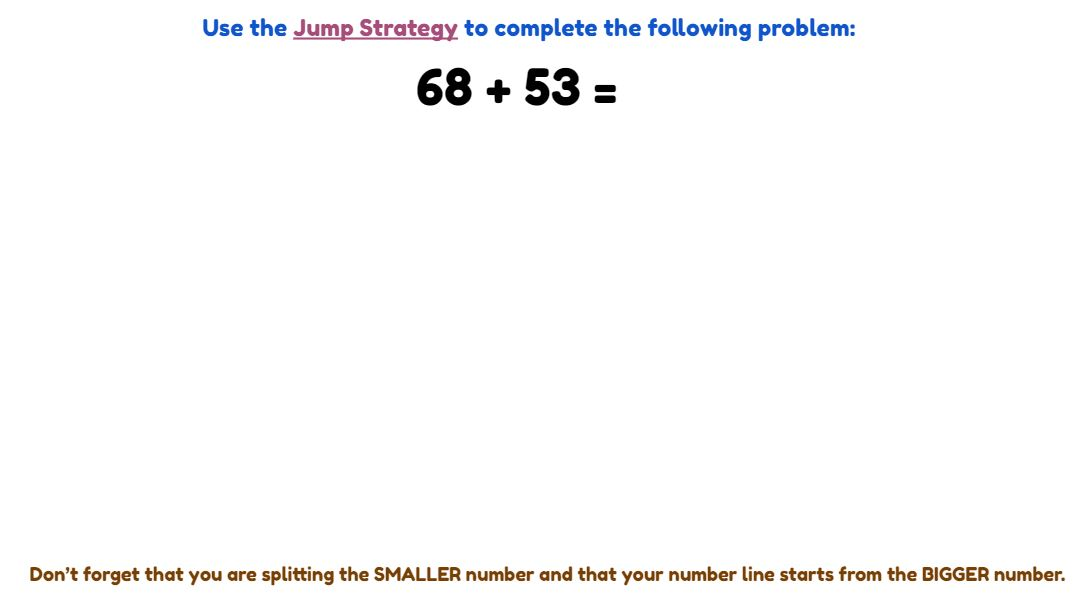 Use the Jump Strategy to complete the following problem:
68 + 53 =
Don’t forget that you are splitting the SMALLER number and that your number line starts from the BIGGER number.